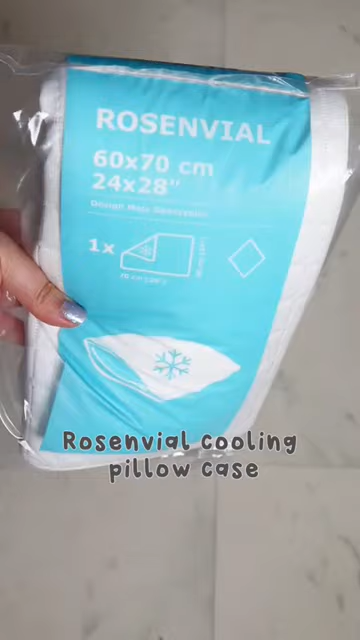 ROSENVIAL
60x70 cm
24x28"
1x
Rosenvial cooling
pillow case